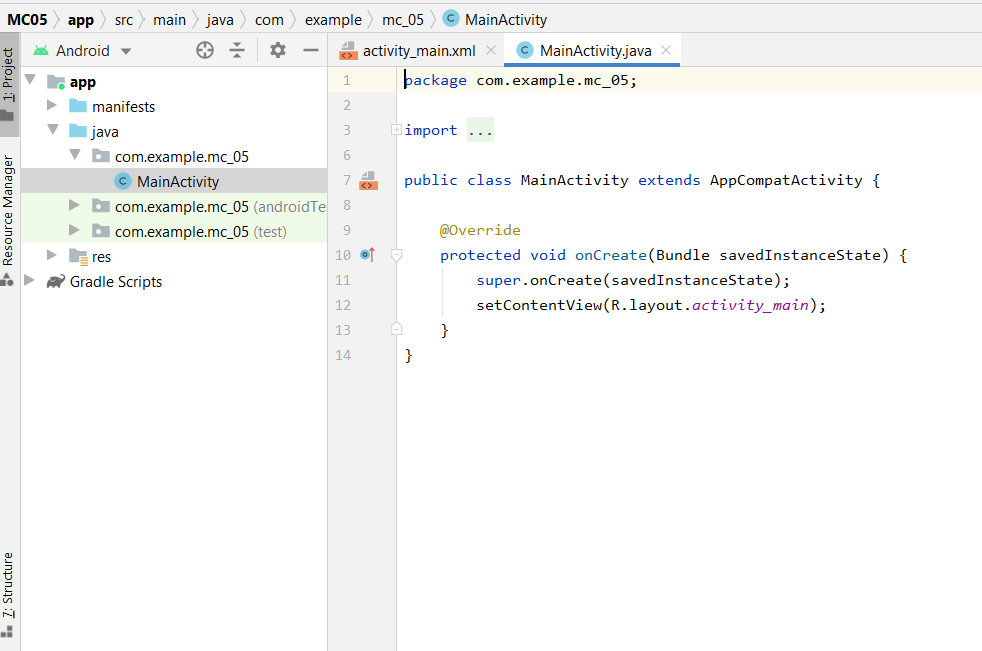 MC05 app src main java com example mc_05 MainActivity
1: Project
Resource Manager
7: Structure
Android
app
manifests
java
com.example.mc_05
MainActivity
com.example.mc_05 (androidTe
com.example.mc_05 (test)
res
Gradle Scripts
activity_main.xml MainActivity.java
1 package com.example.mc_05;
2
3 import ...
6
7 public class MainActivity extends AppCompatActivity {
8
9 @Override
10 protected void onCreate(Bundle savedInstanceState) {
11 super.onCreate(savedInstanceState);
12 setContentView(R.layout.activity_main);
13 }
14 }